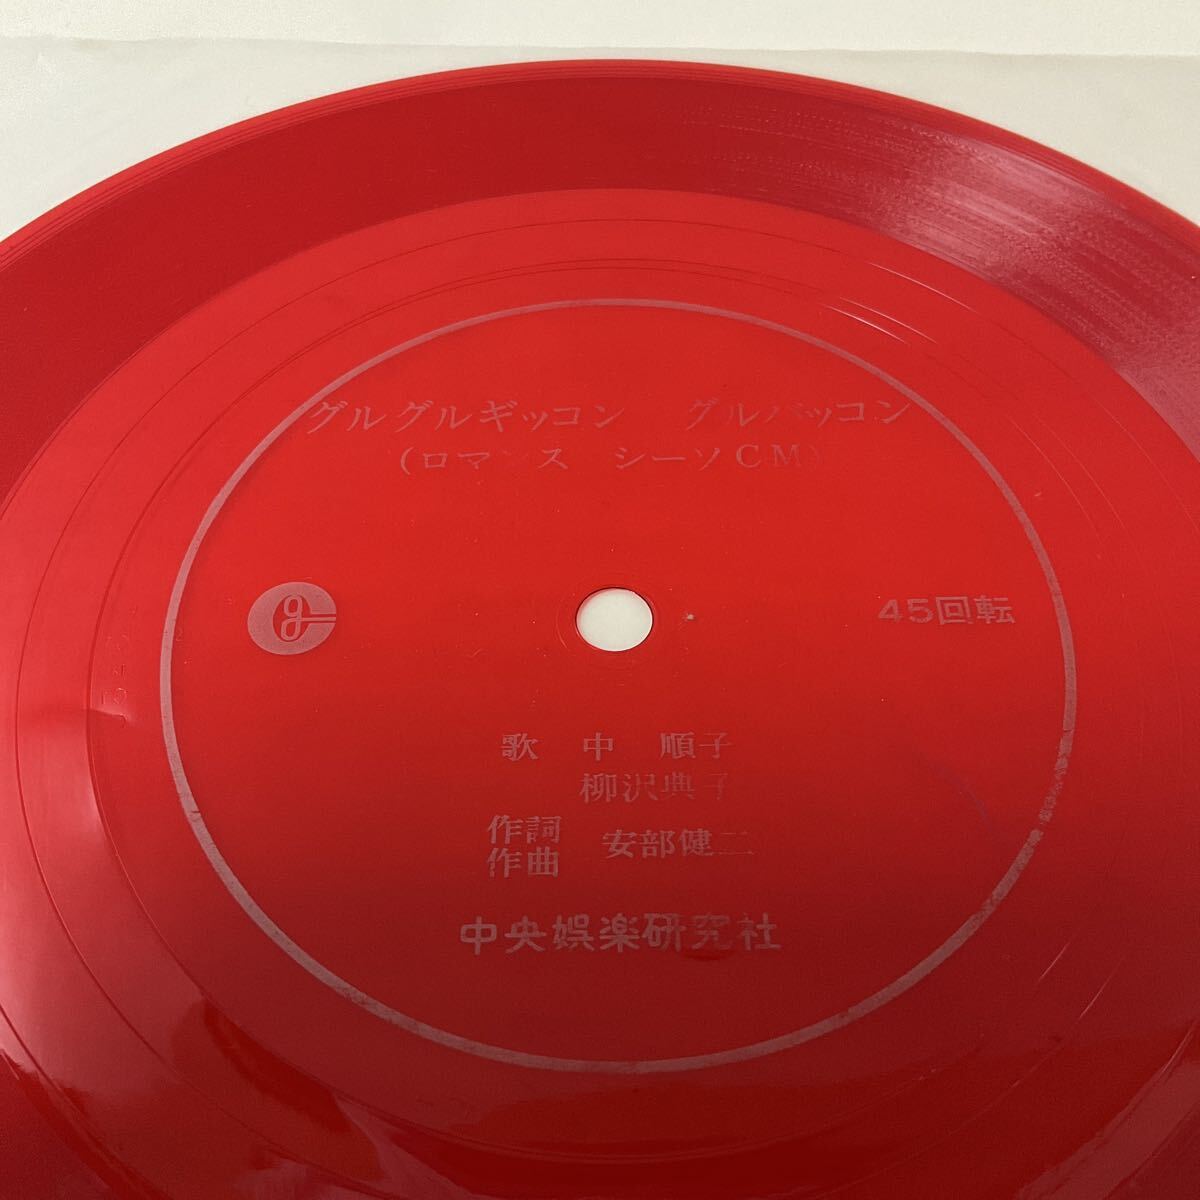 グルグルギッコン　グルバッコン
(ロマンス　シーソCM)
45回転
歌　中　順子
柳沢典子
作詞
作曲　安部健二
中央娯楽研究社